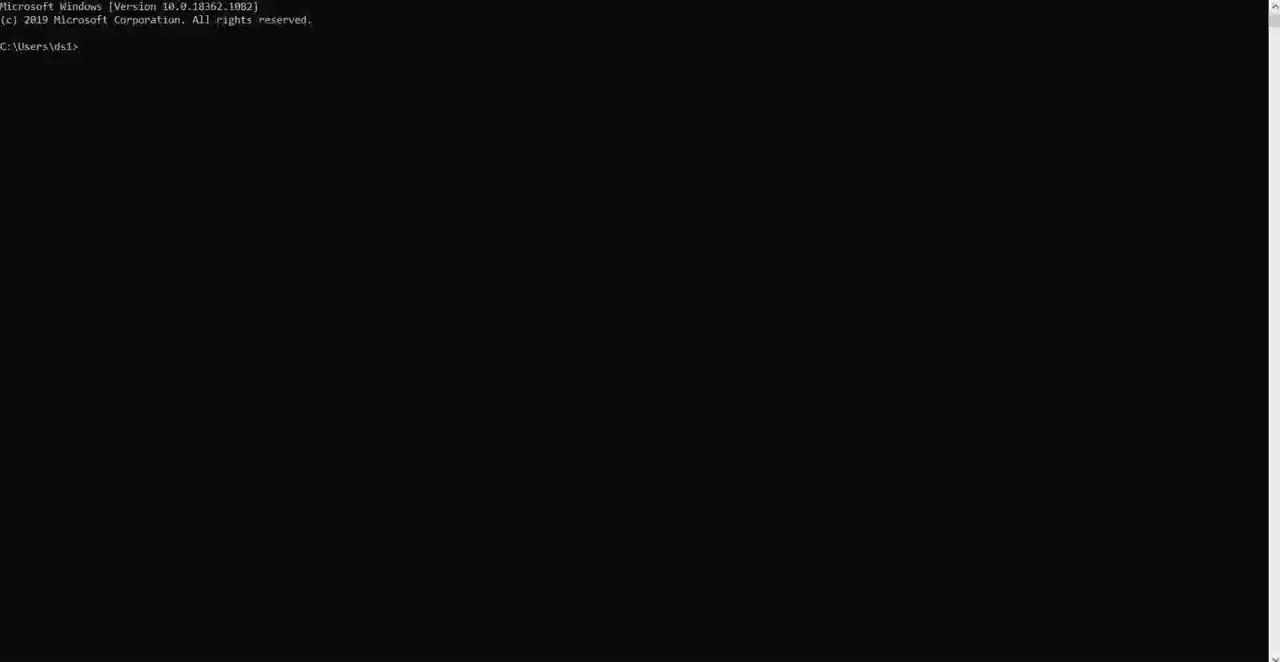 Microsoft Windows [Version 10.0.18362.1082]
(c) 2019 Microsoft Corporation. All rights reserved.
C:\Users\ds1>